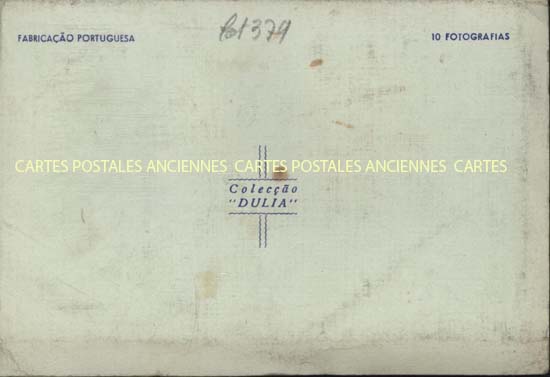 FABRICAÇÃO PORTUGUESA
10 FOTOGRAFIAS
CARTES POSTALES ANCIENNES CARTES POSTALES ANCIENNES CARTES
Colecção
"DULIA"